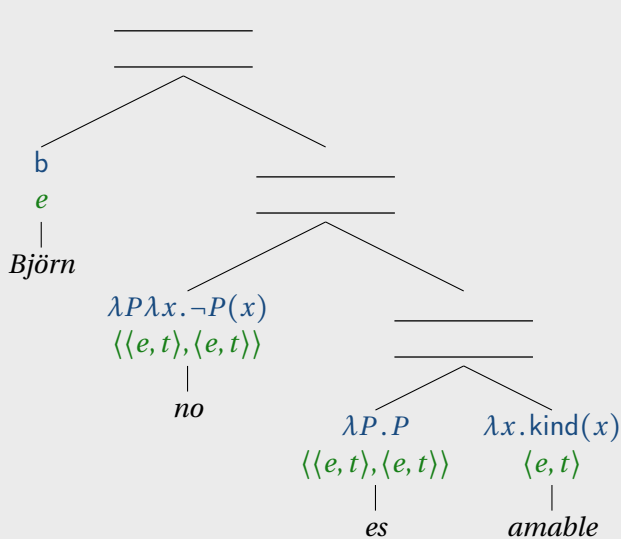 b
e
Björn
λPλx.¬P(x)
⟨⟨e,t⟩,⟨e,t⟩⟩
no
λP.P
⟨⟨e,t⟩,⟨e,t⟩⟩
es
λx.kind(x)
⟨e,t⟩
amable